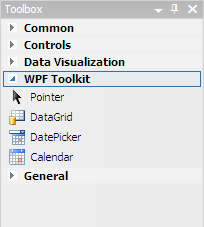 Toolbox
Common
Controls
Data Visualization
WPF Toolkit
Pointer
DataGrid
DatePicker
Calendar
General